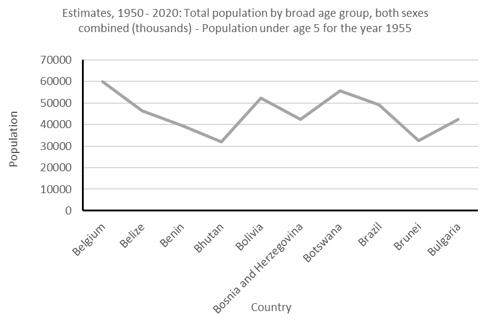 Estimates, 1950 - 2020: Total population by broad age group, both sexes
combined (thousands) - Population under age 5 for the year 1955
70000
60000
50000
40000
30000
20000
10000
0
Population
Belgium
Belize
Benin
Bhutan
Bolivia
Bosnia and Herzegovina
Botswana
Brazil
Brunei
Bulgaria
Country